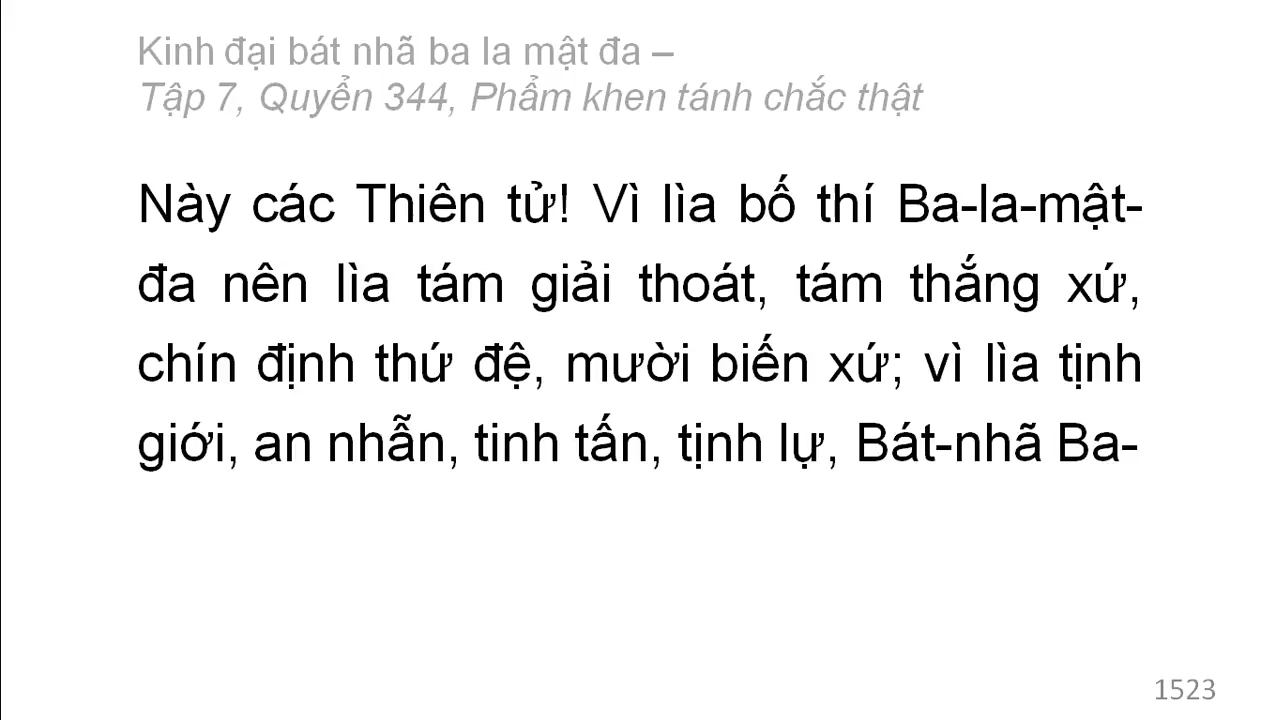 Kinh đại bát nhã ba la mật đa –
Tập 7, Quyển 344, Phẩm khen tánh chắc thật
Này các Thiên tử! Vì lìa bố thí Ba-la-mật-
đa nên lìa tám giải thoát, tám thắng xứ,
chín định thứ đệ, mười biến xứ; vì lìa tịnh
giới, an nhẫn, tinh tấn, tịnh lự, Bát-nhã Ba-
1523